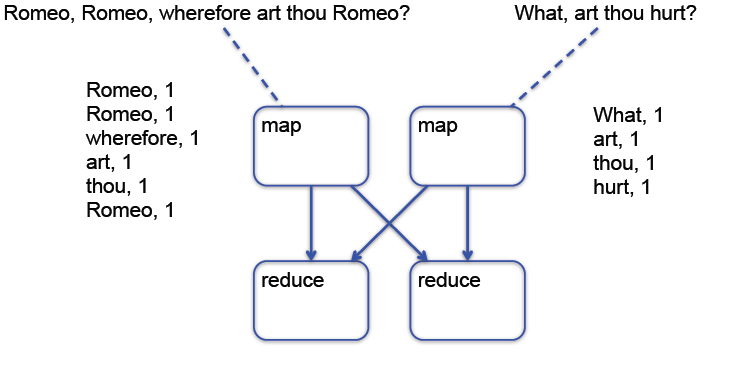 Romeo, Romeo, wherefore art thou Romeo?
What, art thou hurt?
Romeo, 1
Romeo, 1
wherefore, 1
art, 1
thou, 1
Romeo, 1
map
map
What, 1
art, 1
thou, 1
hurt, 1
reduce
reduce